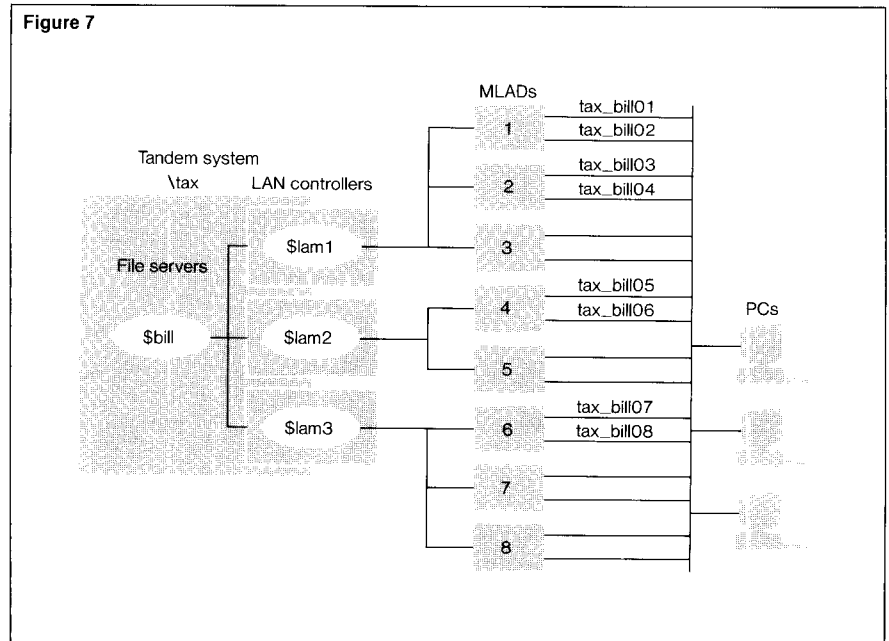 Figure 7
MLADs
Tandem system
\tax
LAN controllers
File servers
$bill
$lam1
$lam2
$lam3
1
2
3
4
5
6
7
8
tax_bill01
tax_bill02
tax_bill03
tax_bill04
tax_bill05
tax_bill06
tax_bill07
tax_bill08
PCs